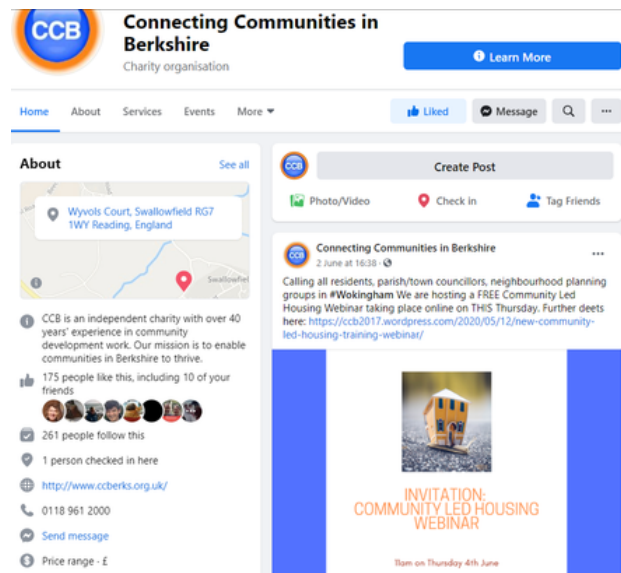 CCB
Connecting Communities in
Berkshire
Charity organisation
Learn More
Home About Services Events More
Liked Message
About See all
Wyvols Court, Swallowfield RG7
1WY Reading, England
Swallowfiel
CCB is an independent charity with over 40
years' experience in community
development work. Our mission is to enable
communities in Berkshire to thrive.
175 people like this, including 10 of your
friends
261 people follow this
1 person checked in here
http://www.ccberks.org.uk/
0118 961 2000
Send message
Price range · £
CCB
Create Post
Photo/Video Check in Tag Friends
CCB
Connecting Communities in Berkshire
2 June at 16:38 ·
Calling all residents, parish/town councillors, neighbourhood planning
groups in #Wokingham We are hosting a FREE Community Led
Housing Webinar taking place online on THIS Thursday. Further deets
here: https://ccb2017.wordpress.com/2020/05/12/new-community-
led-housing-training-webinar/
INVITATION:
COMMUNITY LED HOUSING
WEBINAR
11am on Thursday 4th June